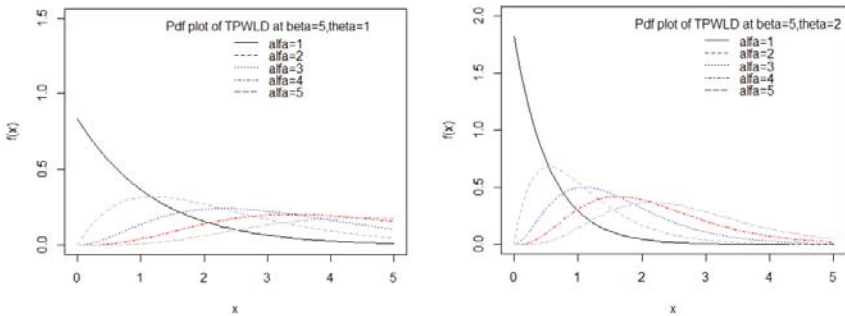 Pdf plot of TPWLD at beta=5,theta=1
alfa=1
alfa=2
alfa=3
alfa=4
alfa=5
1.5
1.0
0.5
0.0
f(x)
0 1 2 3 4 5
x
Pdf plot of TPWLD at beta=5,theta=2
alfa=1
alfa=2
alfa=3
alfa=4
alfa=5
2.0
1.5
1.0
0.5
0.0
f(x)
0 1 2 3 4 5
x